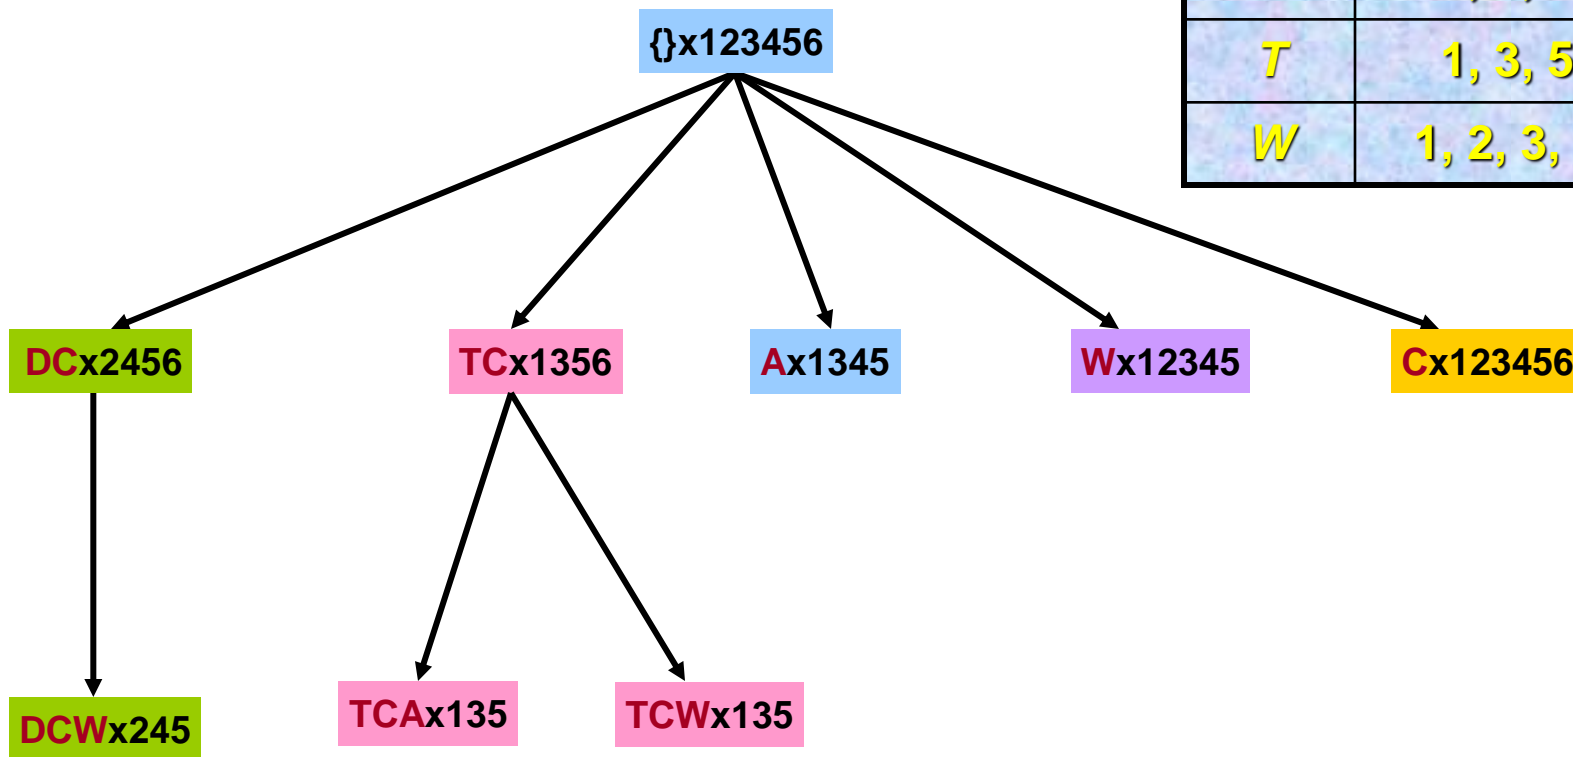 {}x123456
T 1, 3, 5
W 1, 2, 3,
DCx2456
TCx1356
Ax1345
Wx12345
Cx123456
DCWx245
TCAx135
TCWx135